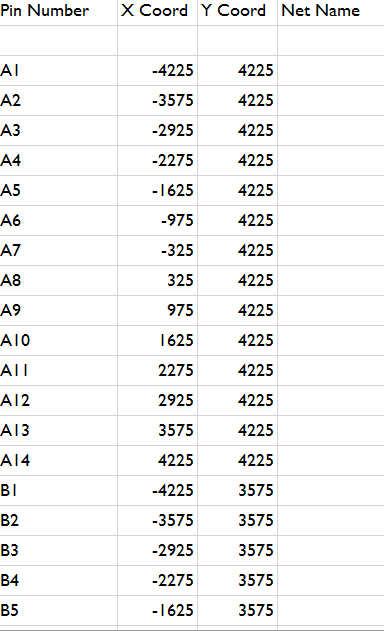 Pin Number X Coord Y Coord Net Name
A1 -4225 4225
A2 -3575 4225
A3 -2925 4225
A4 -2275 4225
A5 -1625 4225
A6 -975 4225
A7 -325 4225
A8 325 4225
A9 975 4225
A10 1625 4225
A11 2275 4225
A12 2925 4225
A13 3575 4225
A14 4225 4225
B1 -4225 3575
B2 -3575 3575
B3 -2925 3575
B4 -2275 3575
B5 -1625 3575